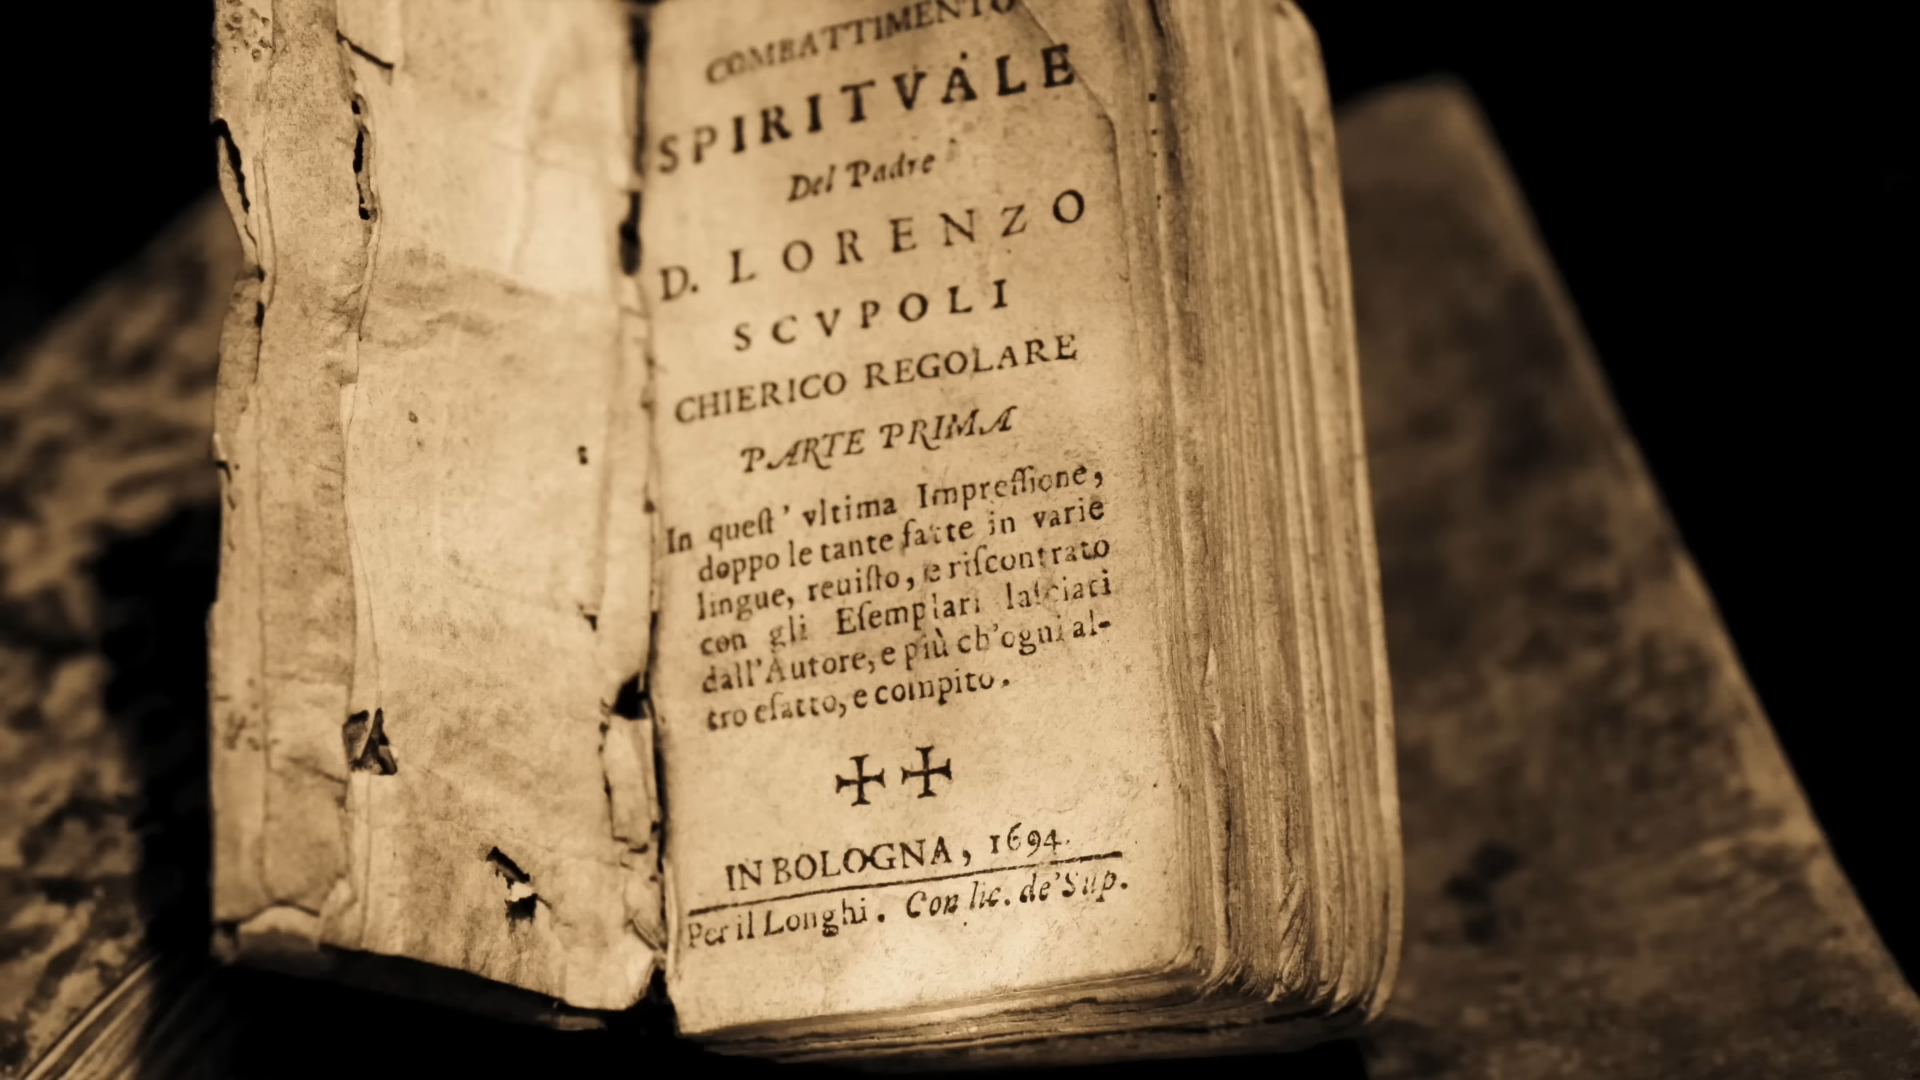 COMBATTIMENTO
SPIRITVALE
Del Padre
D. LORENZO
SCVPOLI
CHIERICO REGOLARE
PARTE PRIMA
In queſt' vltima Impreſſione,
doppo le tante fatte in varie
lingue, reuiſto, e riſcontrato
con gli Eſemplari laſciati
dall'Autore, e più ch'ogni al-
tro eſatto, e compito.
✠ ✠
IN BOLOGNA, 1694.
Per il Longhi. Con lic. de' Sup.